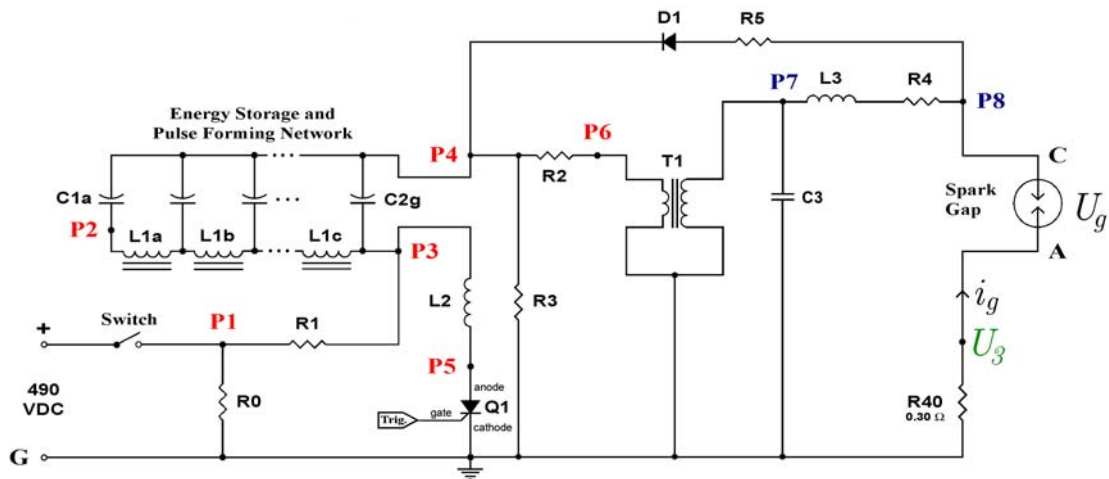 D1
R5
P7
L3
R4
P8
Energy Storage and
Pulse Forming Network
P4
P6
R2
T1
C
C1a
C2g
C3
Spark
Gap
U_g
P2
L1a
L1b
L1c
P3
A
L2
R3
i_g
+
Switch
P1
R1
U_3
P5
anode
490
VDC
R0
Trig.
gate
Q1
cathode
R40
0.30 Ω
G